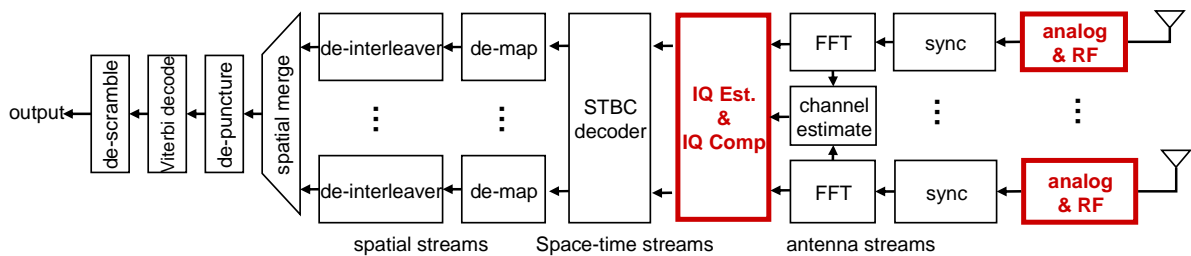 output
de-scramble
Viterbi decode
de-puncture
spatial merge
de-interleaver
de-map
STBC
decoder
IQ Est.
&
IQ Comp
FFT
sync
analog
& RF
channel
estimate
de-interleaver
de-map
FFT
sync
analog
& RF
spatial streams
Space-time streams
antenna streams